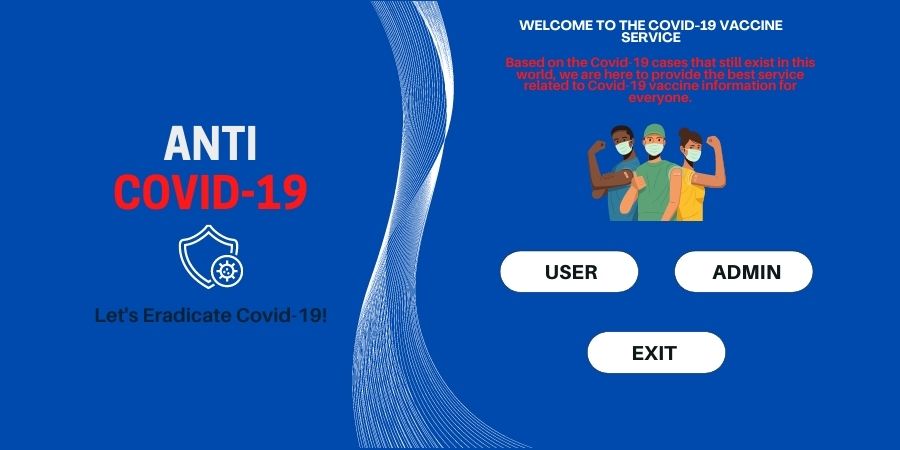 ANTI
COVID-19
Let's Eradicate Covid-19!
WELCOME TO THE COVID-19 VACCINE
SERVICE
Based on the Covid-19 cases that still exist in this
world, we are here to provide the best service
related to Covid-19 vaccine information for
everyone.
USER
ADMIN
EXIT